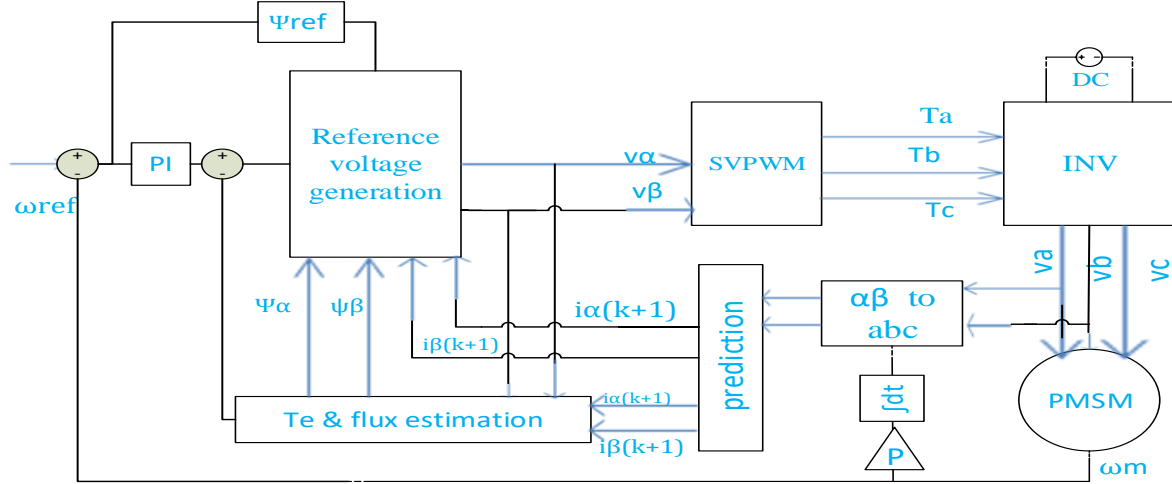 Ψref
DC
+ -
Reference
voltage
generation
SVPWM
INV
Ta
Tb
Tc
vα
vβ
+
-
PI
+
-
ωref
va
vb
vc
Ψα
ψβ
iα(k+1)
iβ(k+1)
prediction
αβ to
abc
∫dt
P
PMSM
ωm
Te & flux estimation
iα(k+1)
iβ(k+1)